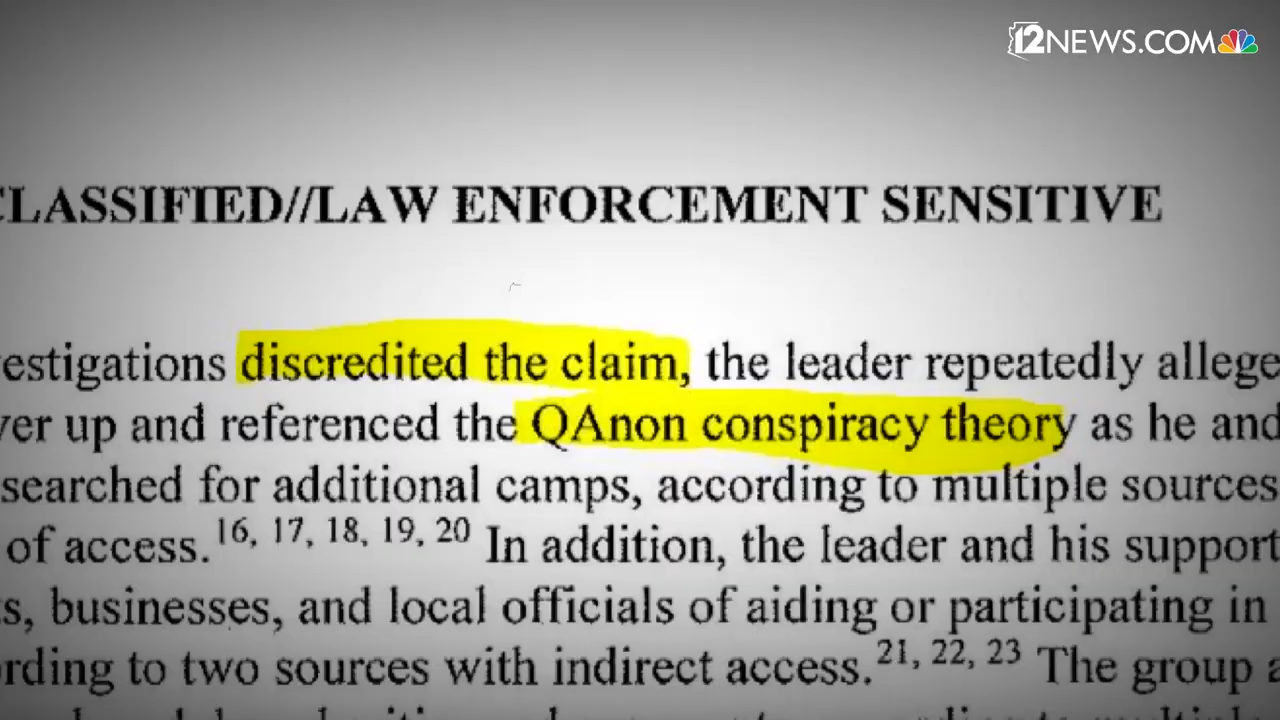 12NEWS.COM
CLASSIFIED//LAW ENFORCEMENT SENSITIVE
estigations discredited the claim, the leader repeatedly allege
ver up and referenced the QAnon conspiracy theory as he and
searched for additional camps, according to multiple sources
of access.16, 17, 18, 19, 20 In addition, the leader and his support
s, businesses, and local officials of aiding or participating in
ording to two sources with indirect access.21, 22, 23 The group a